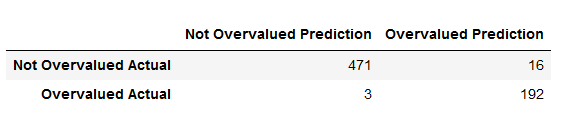 Not Overvalued Prediction Overvalued Prediction
Not Overvalued Actual 471 16
Overvalued Actual 3 192